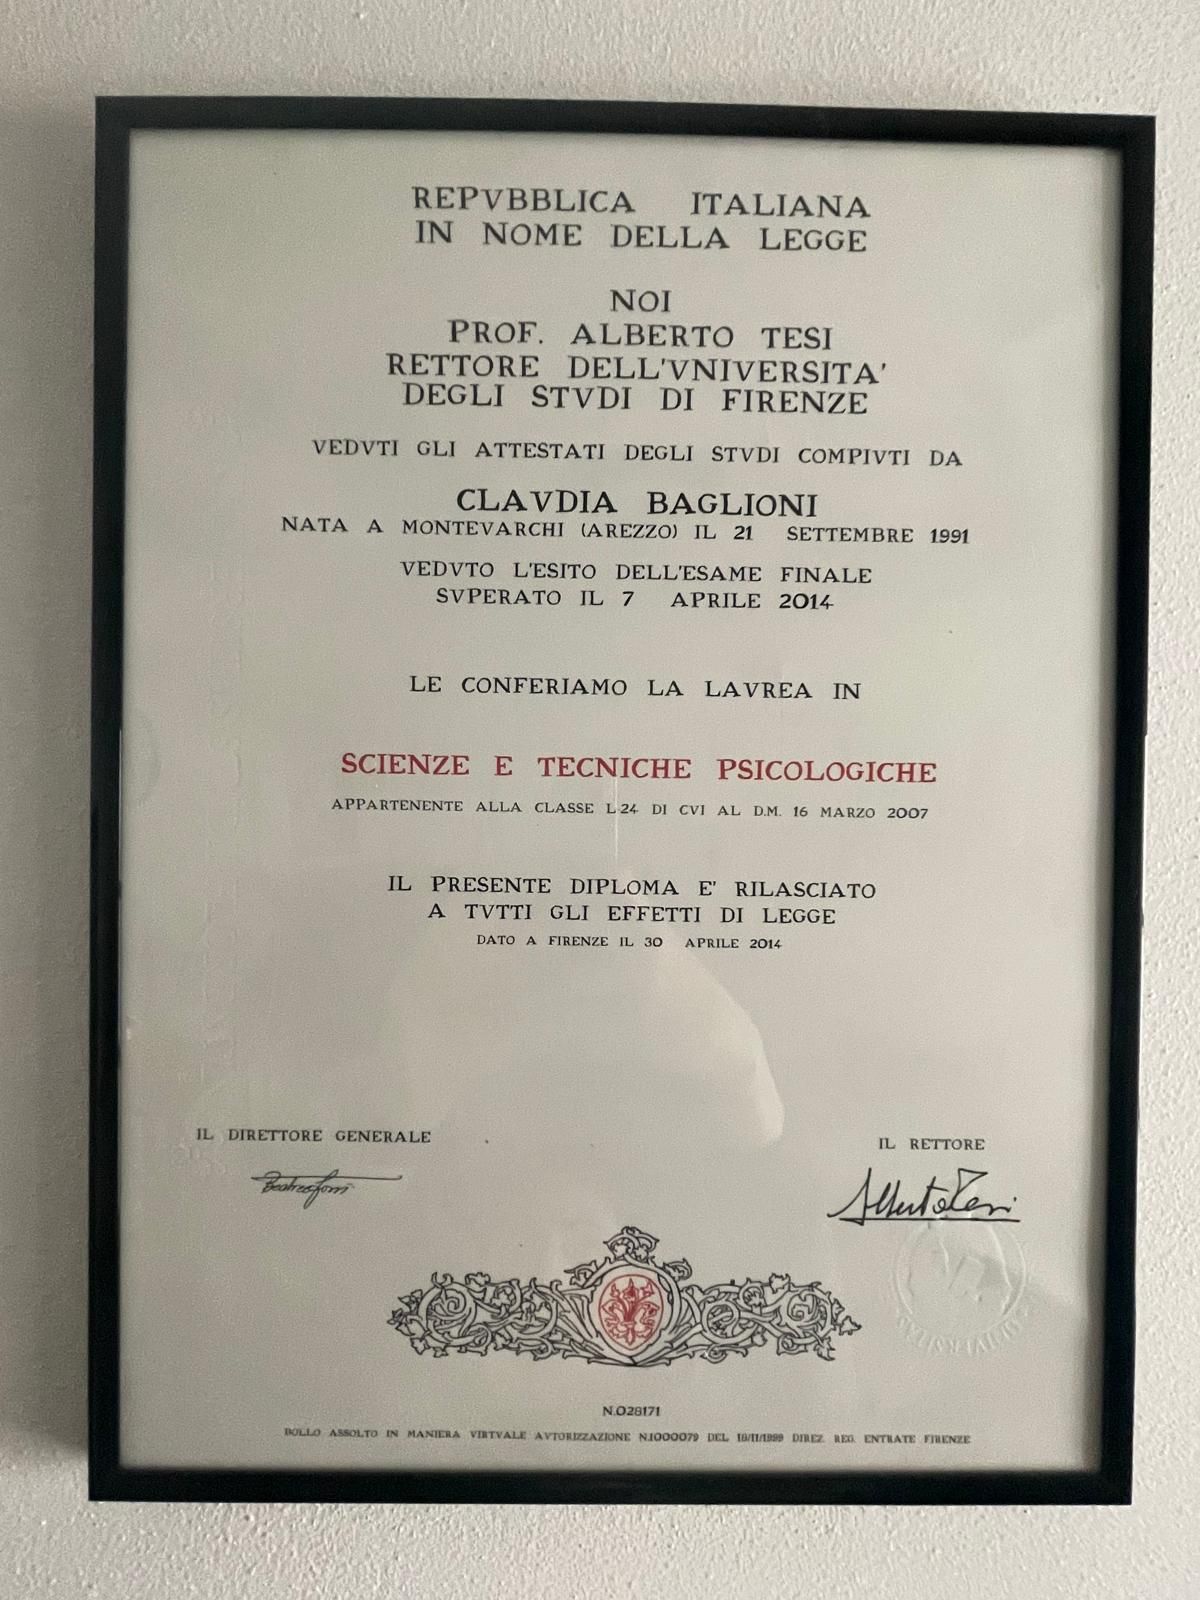 REPVBBLICA ITALIANA
IN NOME DELLA LEGGE
NOI
PROF. ALBERTO TESI
RETTORE DELL'VNIVERSITA'
DEGLI STVDI DI FIRENZE
VEDVTI GLI ATTESTATI DEGLI STVDI COMPIVTI DA
CLAVDIA BAGLIONI
NATA A MONTEVARCHI (AREZZO) IL 21 SETTEMBRE 1991
VEDVTO L'ESITO DELL'ESAME FINALE
SVPERATO IL 7 APRILE 2014
LE CONFERIAMO LA LAVREA IN
SCIENZE E TECNICHE PSICOLOGICHE
APPARTENENTE ALLA CLASSE L-24 DI CVI AL D.M. 16 MARZO 2007
IL PRESENTE DIPLOMA E' RILASCIATO
A TVTTI GLI EFFETTI DI LEGGE
DATO A FIRENZE IL 30 APRILE 2014
IL DIRETTORE GENERALE
IL RETTORE
Alberto Tesi
N.028171
BOLLO ASSOLTO IN MANIERA VIRTVALE AVTORIZZAZIONE N.1000079 DEL 18/11/1999 DIREZ. REG. ENTRATE FIRENZE